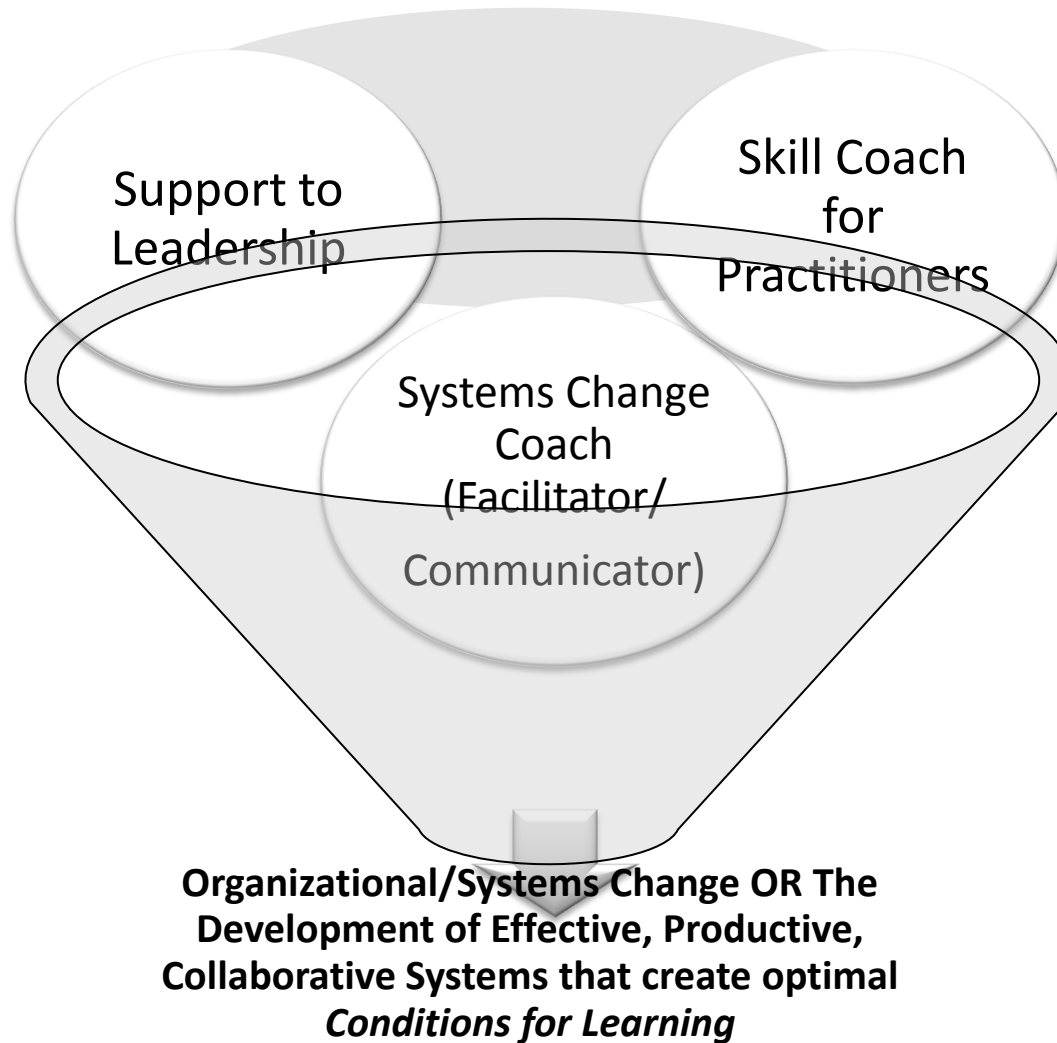 Support to
Leadership
Skill Coach
for
Practitioners
Systems Change
Coach
(Facilitator/
Communicator)
Organizational/Systems Change OR The
Development of Effective, Productive,
Collaborative Systems that create optimal
Conditions for Learning